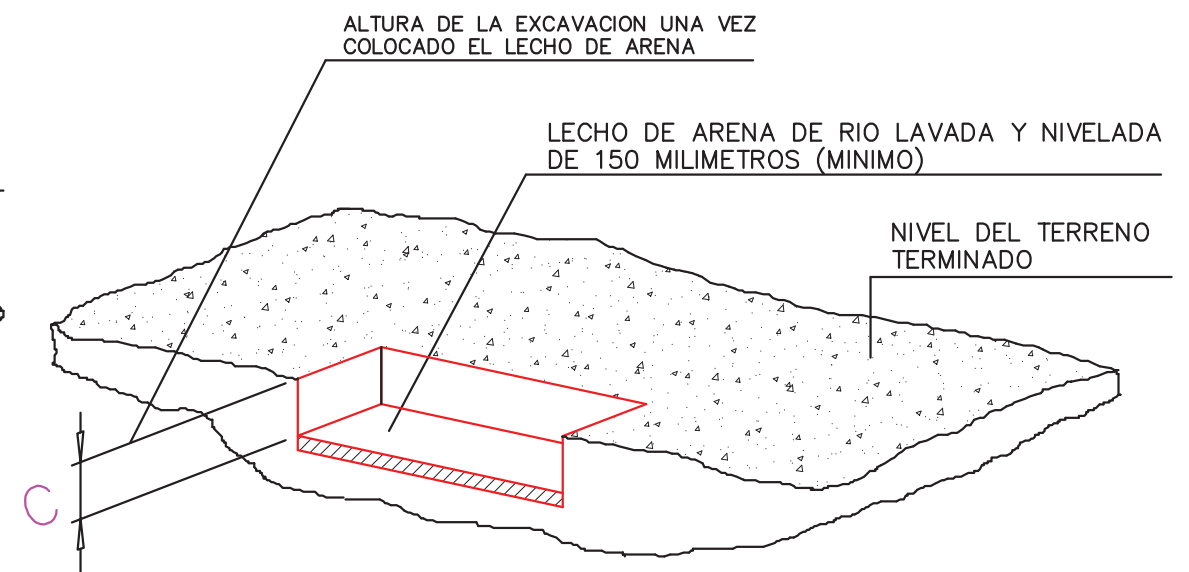 ALTURA DE LA EXCAVACION UNA VEZ
COLOCADO EL LECHO DE ARENA
LECHO DE ARENA DE RIO LAVADA Y NIVELADA
DE 150 MILIMETROS (MINIMO)
NIVEL DEL TERRENO
TERMINADO
C